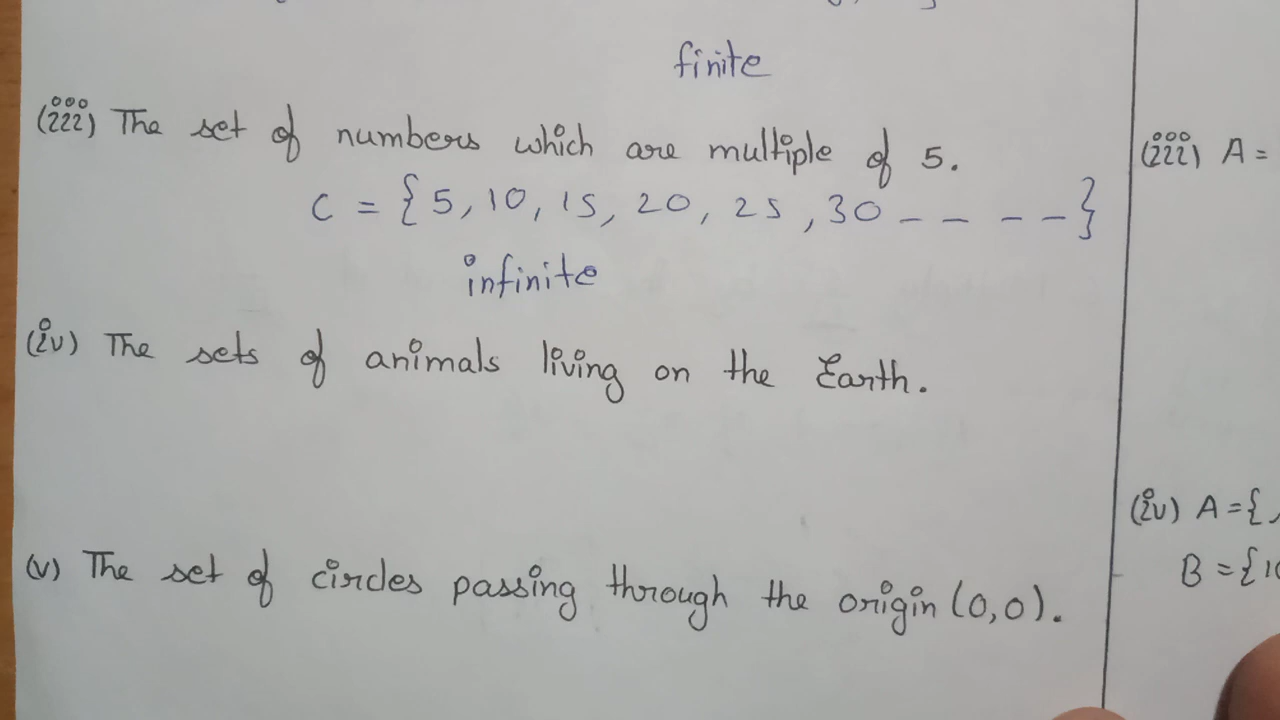 finite
(iii) The set of numbers which are multiple of 5.
C = {5, 10, 15, 20, 25, 30 _ _ _ _}
infinite
(iv) The sets of animals living on the Earth.
(v) The set of circles passing through the origin (0,0).
(iii) A =
(iv) A = {
B = {10